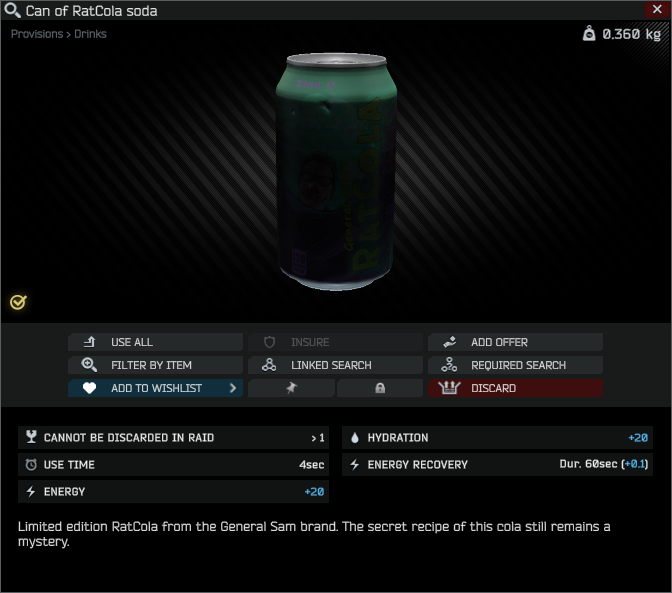 Can of RatCola soda
Provisions > Drinks
0.360 kg
General
RATCOLA
USE ALL
INSURE
ADD OFFER
FILTER BY ITEM
LINKED SEARCH
REQUIRED SEARCH
ADD TO WISHLIST
DISCARD
CANNOT BE DISCARDED IN RAID >1
HYDRATION +20
USE TIME 4sec
ENERGY RECOVERY Dur. 60sec (+0.1)
ENERGY +20
Limited edition RatCola from the General Sam brand. The secret recipe of this cola still remains a
mystery.